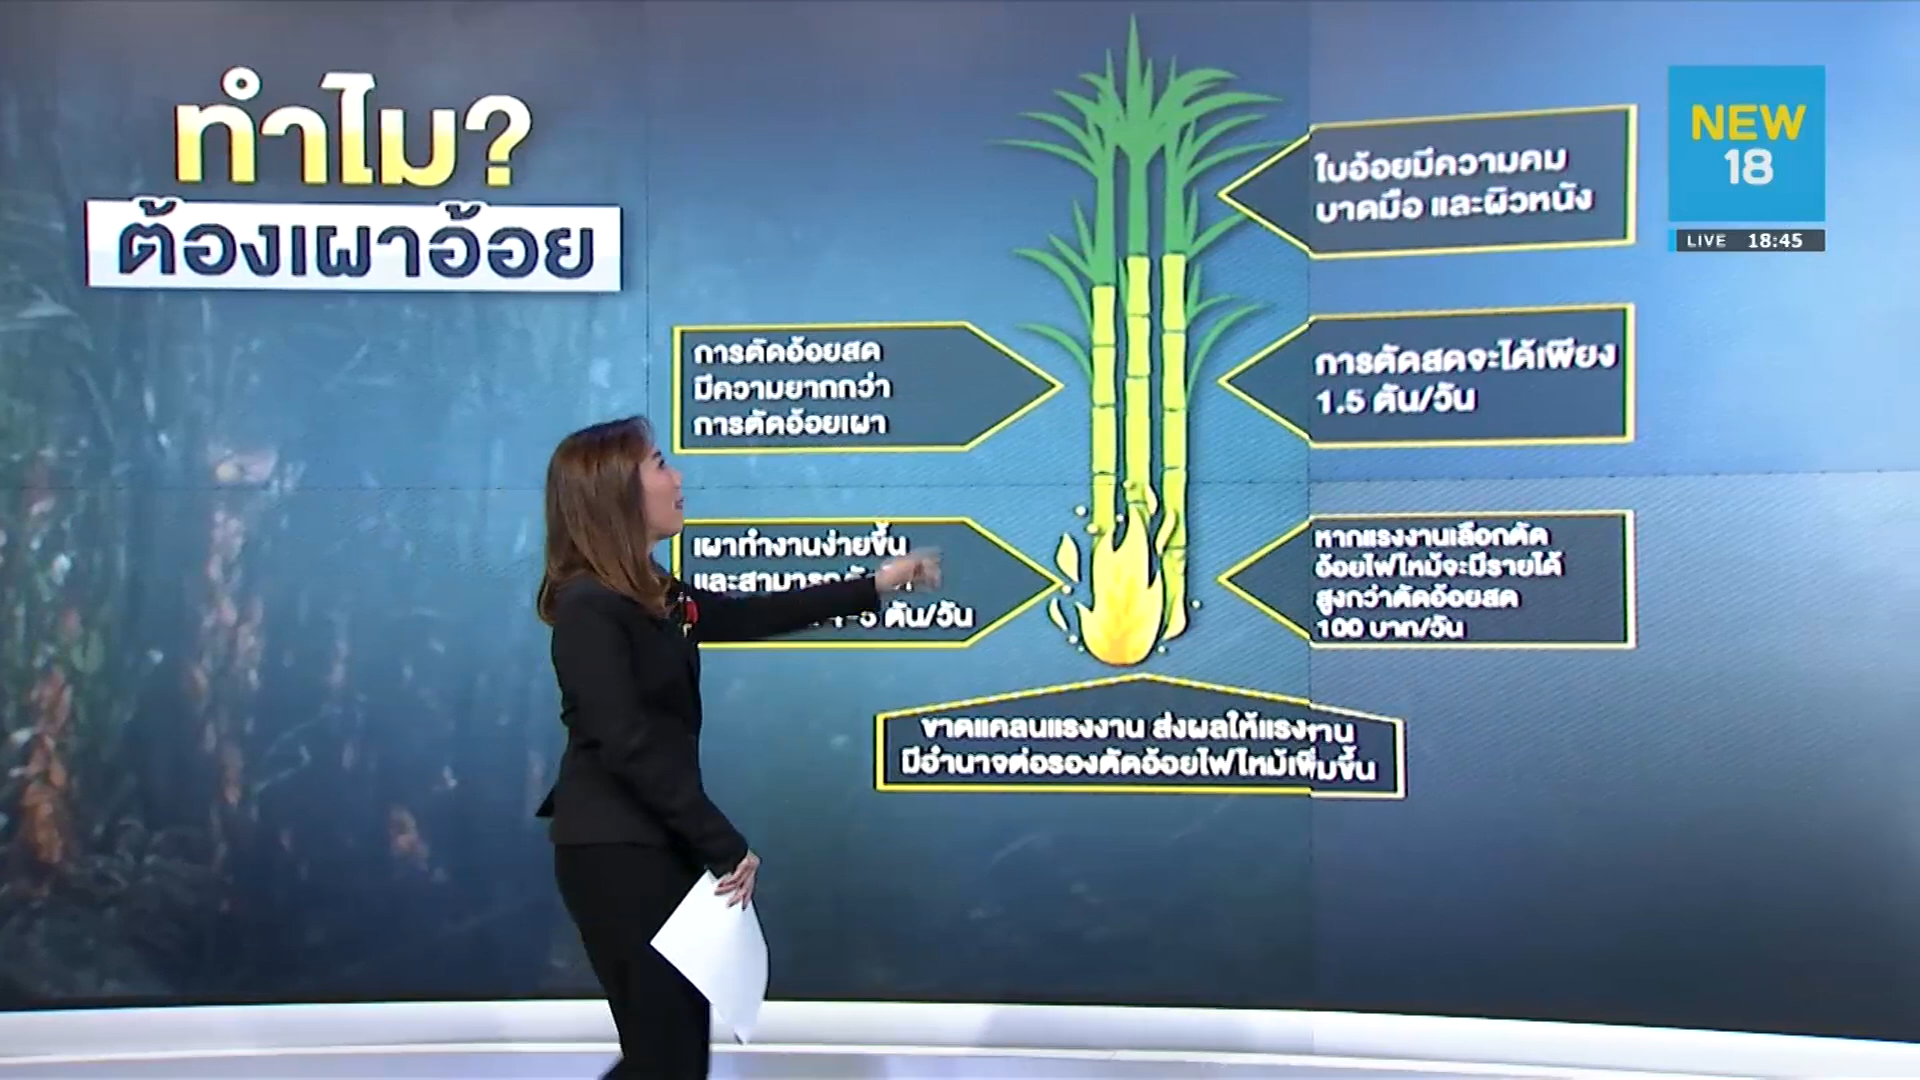 ทำไม?
ต้องเผาอ้อย
การตัดอ้อยสด
มีความยากกว่า
การตัดอ้อยเผา
เผาทำงานง่ายขึ้น
และสามารถ
-5 ตัน/วัน
ใบอ้อยมีความคม
บาดมือ และผิวหนัง
การตัดสดจะได้เพียง
1.5 ตัน/วัน
หากแรงงานเลือกตัด
อ้อยไฟไหม้จะมีรายได้
สูงกว่าตัดอ้อยสด
100 บาท/วัน
ขาดแคลนแรงงาน ส่งผลให้แรงงาน
มีอำนาจต่อรองตัดอ้อยไฟไหม้เพิ่มขึ้น
NEW
18
LIVE 18:45